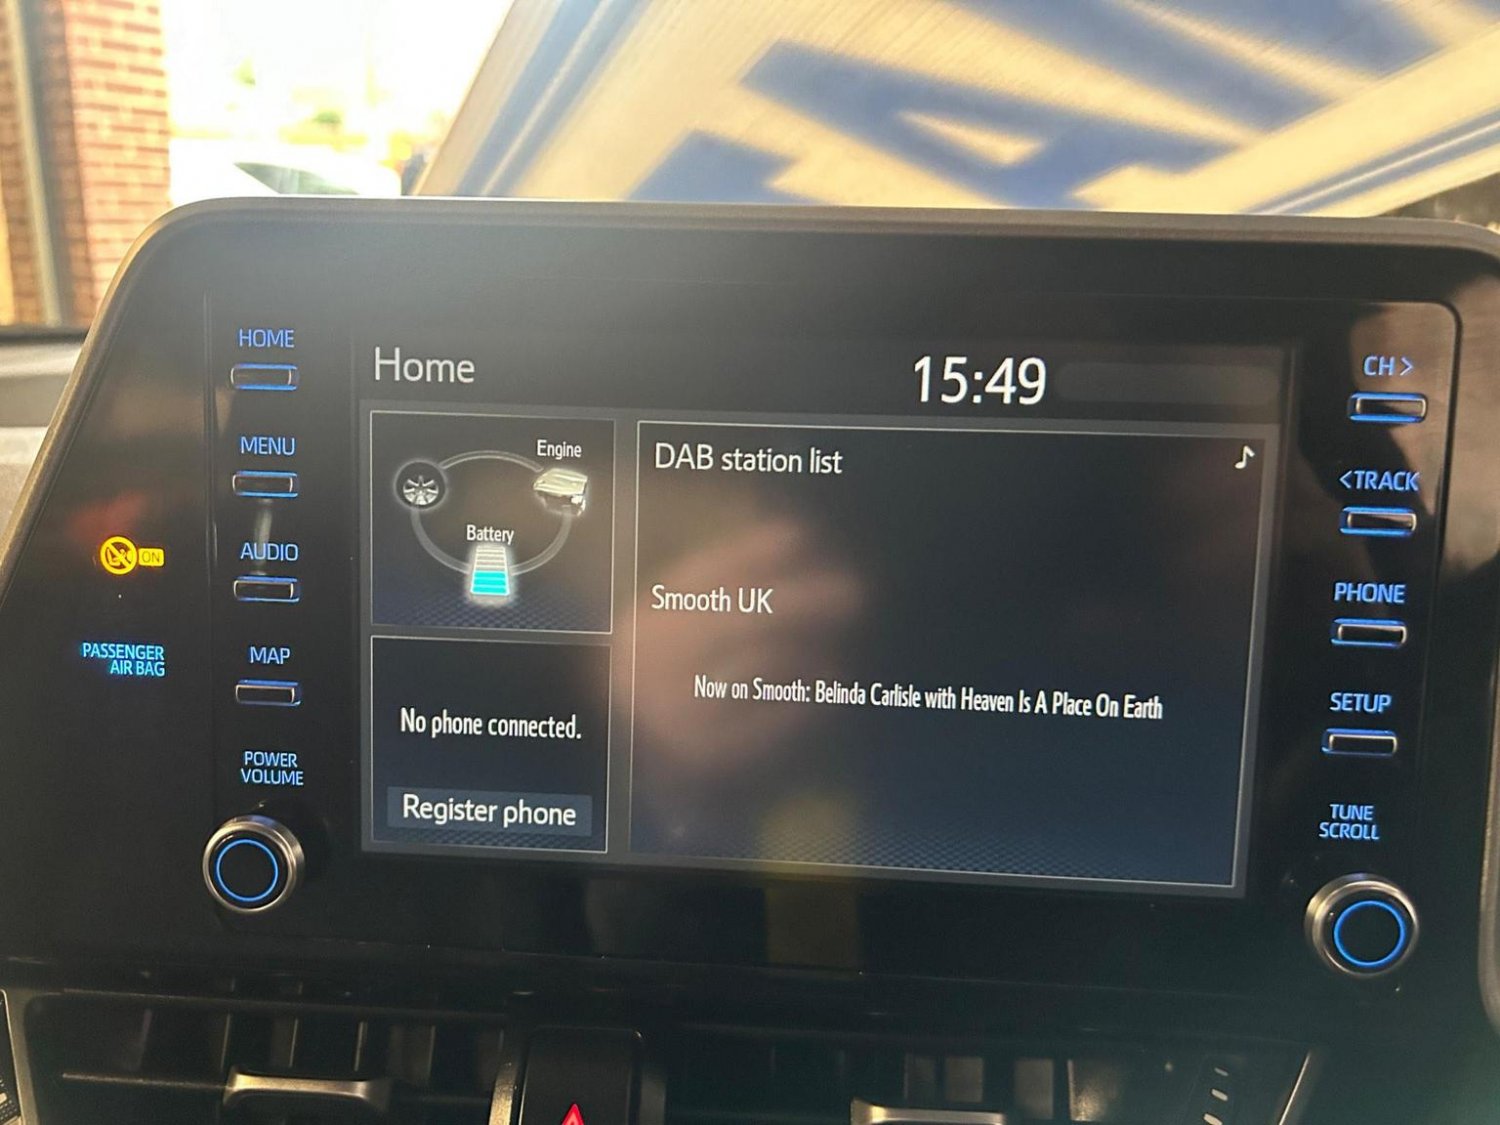 HOME
MENU
AUDIO
ON
MAP
PASSENGER
AIR BAG
POWER
VOLUME
Home
15:49
Engine
Battery
No phone connected.
Register phone
DAB station list
Smooth UK
Now on Smooth: Belinda Carlisle with Heaven Is A Place On Earth
CH >
<TRACK
PHONE
SETUP
TUNE
SCROLL